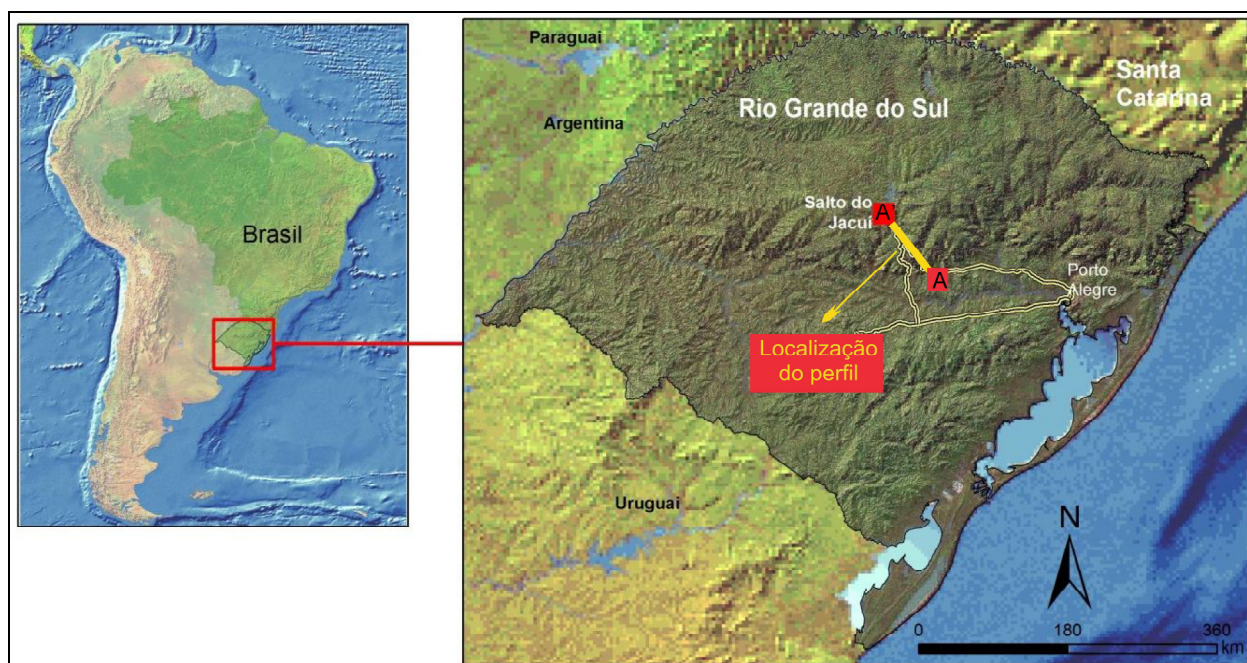 Brasil
Paraguai
Argentina
Rio Grande do Sul
Santa
Catarina
Salto do
Jacuí
A
A
Porto
Alegre
Localização
do perfil
Uruguai
N
0
180
360
km